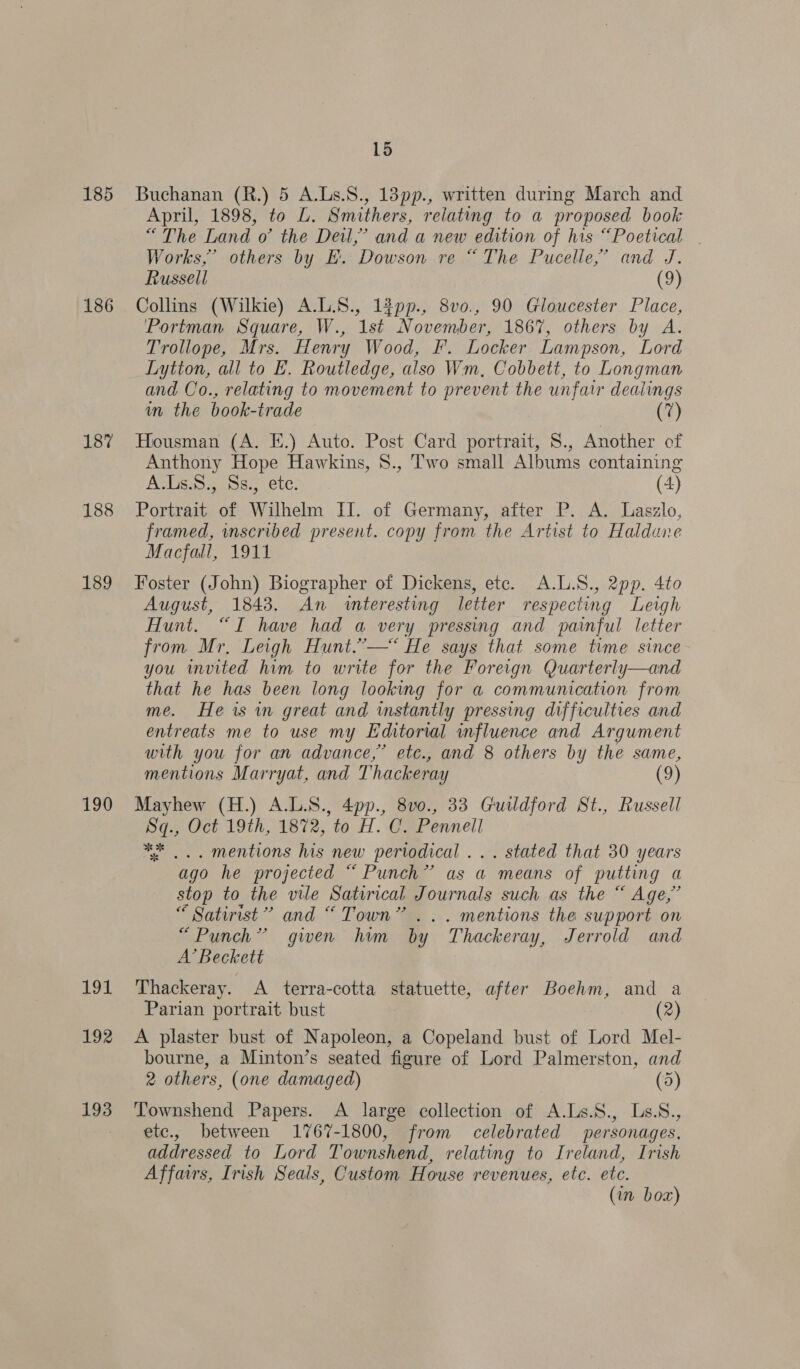 15
185 Buchanan (R.) 5 A.Ls.S., 13pp., written during March and
April, 1898, to L. Smithers, relating to a proposed book
“The Land o’ the Deil,” and a new edition of his “Poetical
Works,” others by E. Dowson re “The Pucelle,” and J.
Russell (9)
186 Collins (Wilkie) A.L.S., 1¾pp., 8vo., 90 Gloucester Place,
Portman Square, W., 1st November, 1867, others by A.
Trollope, Mrs. Henry Wood, F. Locker Lampson, Lord
Lytton, all to E. Routledge, also Wm. Cobbett, to Longman
and Co., relating to movement to prevent the unfair dealings
in the book-trade (7)
187 Housman (A. E.) Auto. Post Card portrait, S., Another of
Anthony Hope Hawkins, S., Two small Albums containing
A.Ls.S., Ss., etc. (4)
188 Portrait of Wilhelm II. of Germany, after P. A. Laszlo,
framed, inscribed present. copy from the Artist to Haldane
Macfall, 1911
189 Foster (John) Biographer of Dickens, etc. A.L.S., 2pp. 4to
August, 1843. An interesting letter respecting Leigh
Hunt. “I have had a very pressing and painful letter
from Mr. Leigh Hunt.”—“He says that some time since
you invited him to write for the Foreign Quarterly—and
that he has been long looking for a communication from
me. He is in great and instantly pressing difficulties and
entreats me to use my Editorial influence and Argument
with you for an advance,” etc., and 8 others by the same,
mentions Marryat, and Thackeray (9)
190 Mayhew (H.) A.L.S., 4pp., 8vo., 33 Guildford St., Russell
Sq., Oct 19th, 1872, to H. C. Pennell
*** ... mentions his new periodical ... stated that 30 years
ago he projected “Punch” as a means of putting a
stop to the vile Satirical Journals such as the “Age,”
“Satirist” and “Town” ... mentions the support on
“Punch” given him by Thackeray, Jerrold and
A’Beckett
191 Thackeray. A terra-cotta statuette, after Boehm, and a
Parian portrait bust (2)
192 A plaster bust of Napoleon, a Copeland bust of Lord Mel-
bourne, a Minton’s seated figure of Lord Palmerston, and
2 others, (one damaged) (5)
193 Townshend Papers. A large collection of A.Ls.S., Ls.S.,
etc., between 1767-1800, from celebrated personages,
addressed to Lord Townshend, relating to Ireland, Irish
Affairs, Irish Seals, Custom House revenues, etc. etc.
(in box)